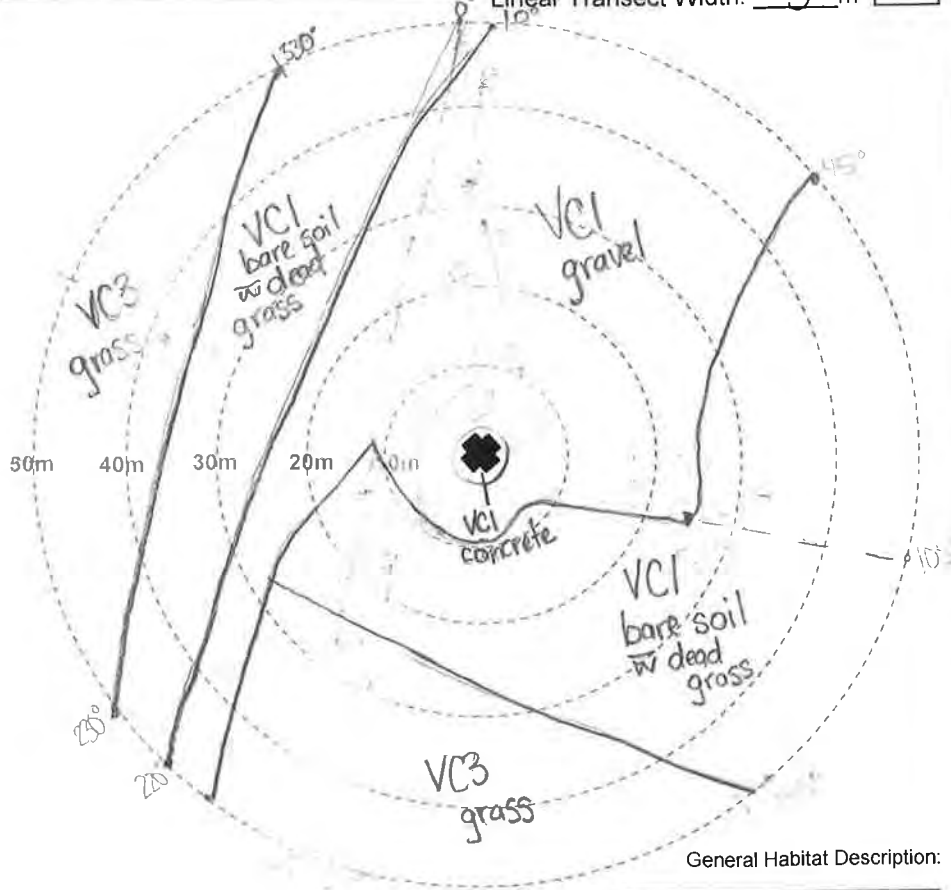 Linear Transect Width: m
0°
10°
330°
45°
VC1
bare soil
w̅ dead
grass
VC1
gravel
VC3
grass
50m 40m 30m 20m 10m
VC1
concrete
VC1
bare soil
w̅ dead
grass
230°
220
VC3
grass
General Habitat Description: